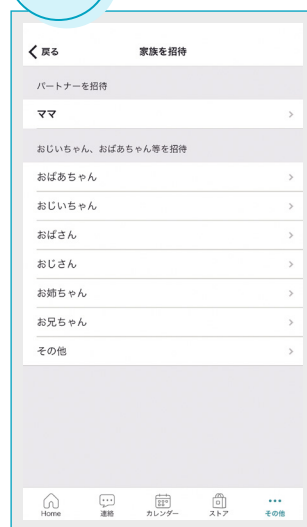 戻る
家族を招待
パートナーを招待
ママ
おじいちゃん、おばあちゃん等を招待
おばあちゃん
おじいちゃん
おばさん
おじさん
お姉ちゃん
お兄ちゃん
その他
Home
連絡
カレンダー
ストア
その他